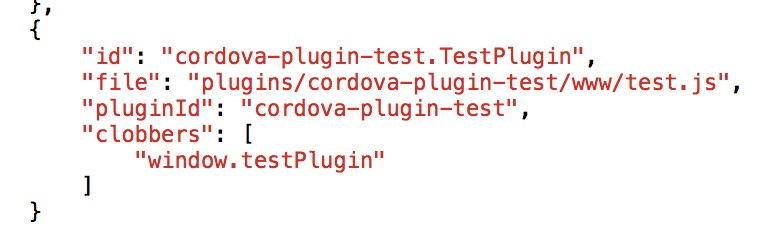 },
{
    "id": "cordova-plugin-test.TestPlugin",
    "file": "plugins/cordova-plugin-test/www/test.js",
    "pluginId": "cordova-plugin-test",
    "clobbers": [
        "window.testPlugin"
    ]
}